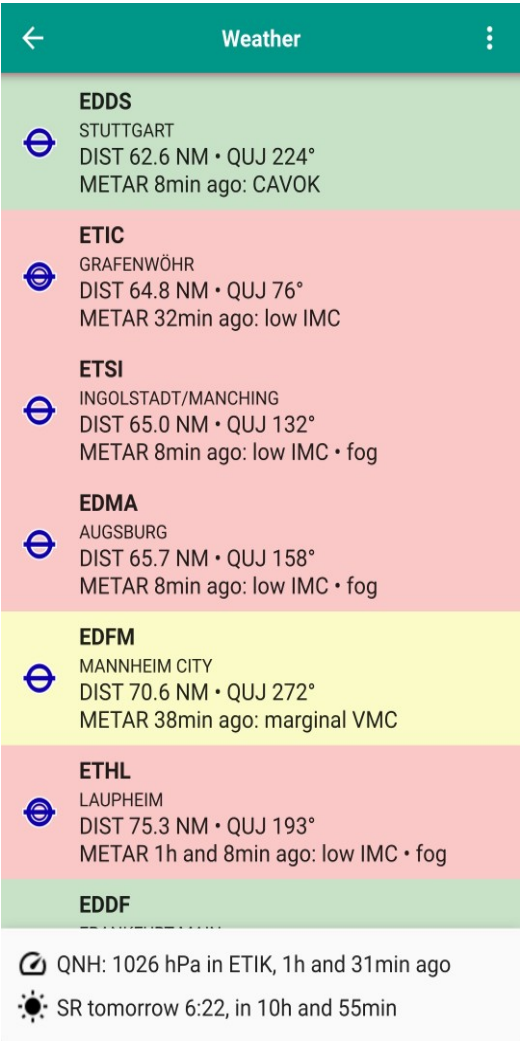 Weather
EDDS
STUTTGART
DIST 62.6 NM • QUJ 224°
METAR 8min ago: CAVOK
ETIC
GRAFENWÖHR
DIST 64.8 NM • QUJ 76°
METAR 32min ago: low IMC
ETSI
INGOLSTADT/MANCHING
DIST 65.0 NM • QUJ 132°
METAR 8min ago: low IMC • fog
EDMA
AUGSBURG
DIST 65.7 NM • QUJ 158°
METAR 8min ago: low IMC • fog
EDFM
MANNHEIM CITY
DIST 70.6 NM • QUJ 272°
METAR 38min ago: marginal VMC
ETHL
LAUPHEIM
DIST 75.3 NM • QUJ 193°
METAR 1h and 8min ago: low IMC • fog
EDDF
QNH: 1026 hPa in ETIK, 1h and 31min ago
SR tomorrow 6:22, in 10h and 55min